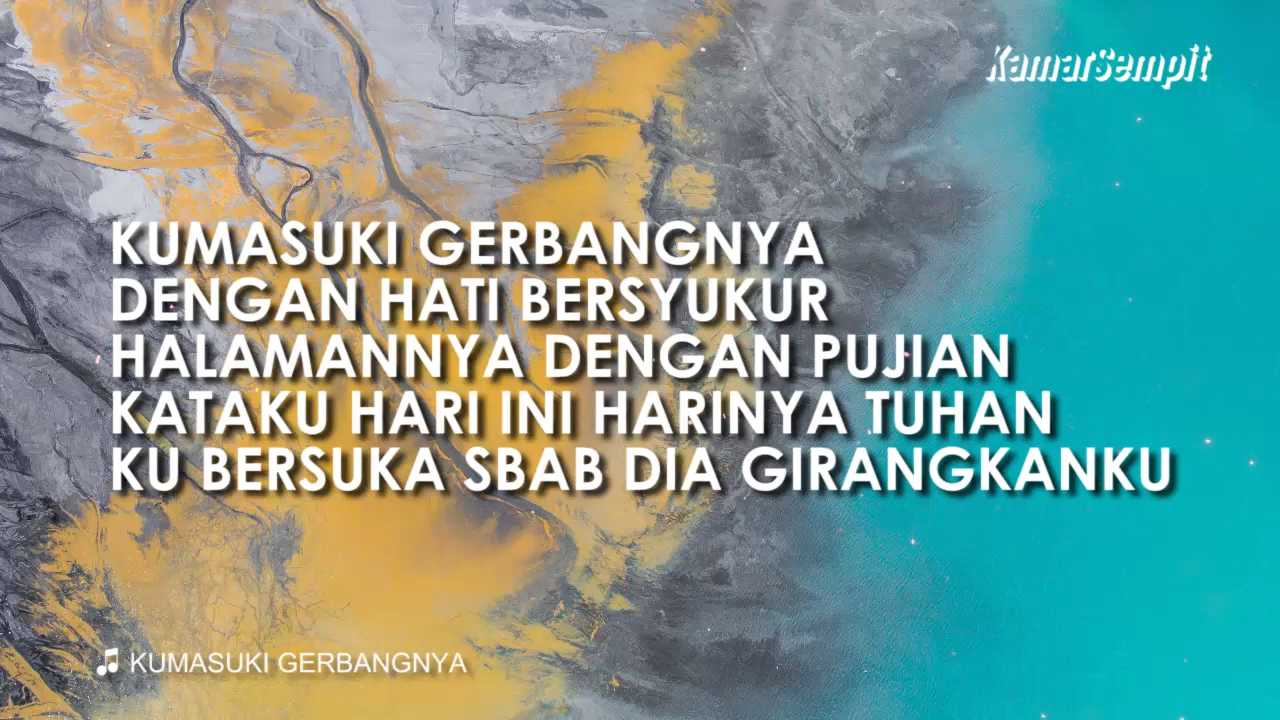 KamarSempit
KUMASUKI GERBANGNYA
DENGAN HATI BERSYUKUR
HALAMANNYA DENGAN PUJIAN
KATAKU HARI INI HARINYA TUHAN
KU BERSUKA SBAB DIA GIRANGKANKU
🎵 KUMASUKI GERBANGNYA